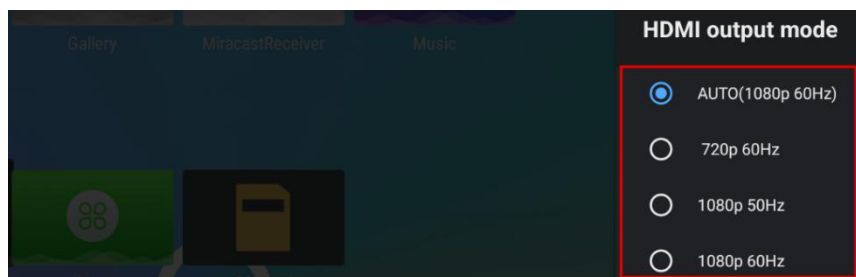 Gallery
MiracastReceiver
Music
HDMI output mode
AUTO(1080p 60Hz)
720p 60Hz
1080p 50Hz
1080p 60Hz